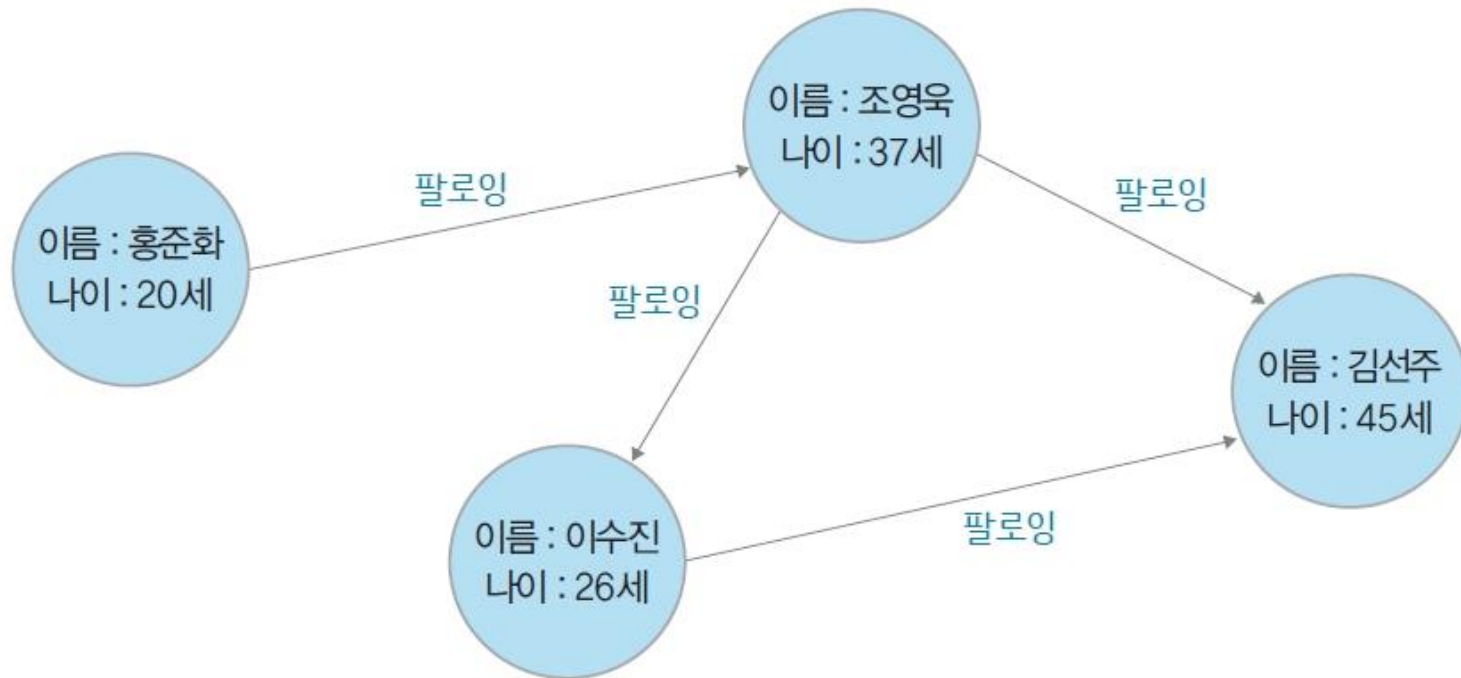 이름 : 조영욱
나이 : 37세
팔로잉
팔로잉
이름 : 홍준화
나이 : 20세
팔로잉
이름 : 김선주
나이 : 45세
팔로잉
이름 : 이수진
나이 : 26세